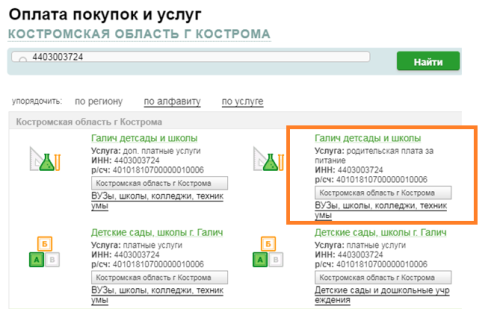 Оплата покупок и услуг
КОСТРОМСКАЯ ОБЛАСТЬ Г КОСТРОМА
4403003724
Найти
упорядочить: по региону по алфавиту по услуге
Костромская область г Кострома
Галич детсады и школы
Услуга: доп. платные услуги
ИНН: 4403003724
р/сч: 40101810700000010006
Костромская область г Кострома
ВУЗы, школы, колледжи, техник
умы
Галич детсады и школы
Услуга: родительская плата за
питание
ИНН: 4403003724
р/сч: 40101810700000010006
Костромская область г Кострома
ВУЗы, школы, колледжи, техник
умы
Детские сады, школы г. Галич
Услуга: платные услуги
ИНН: 4403003724
р/сч: 40101810700000010006
Костромская область г Кострома
ВУЗы, школы, колледжи, техник
умы
Детские сады, школы г. Галич
Услуга: платные услуги
ИНН: 4403003724
р/сч: 40101810700000010006
Костромская область г Кострома
Детские сады и дошкольные учр
еждения
Б
А В
Б
А В